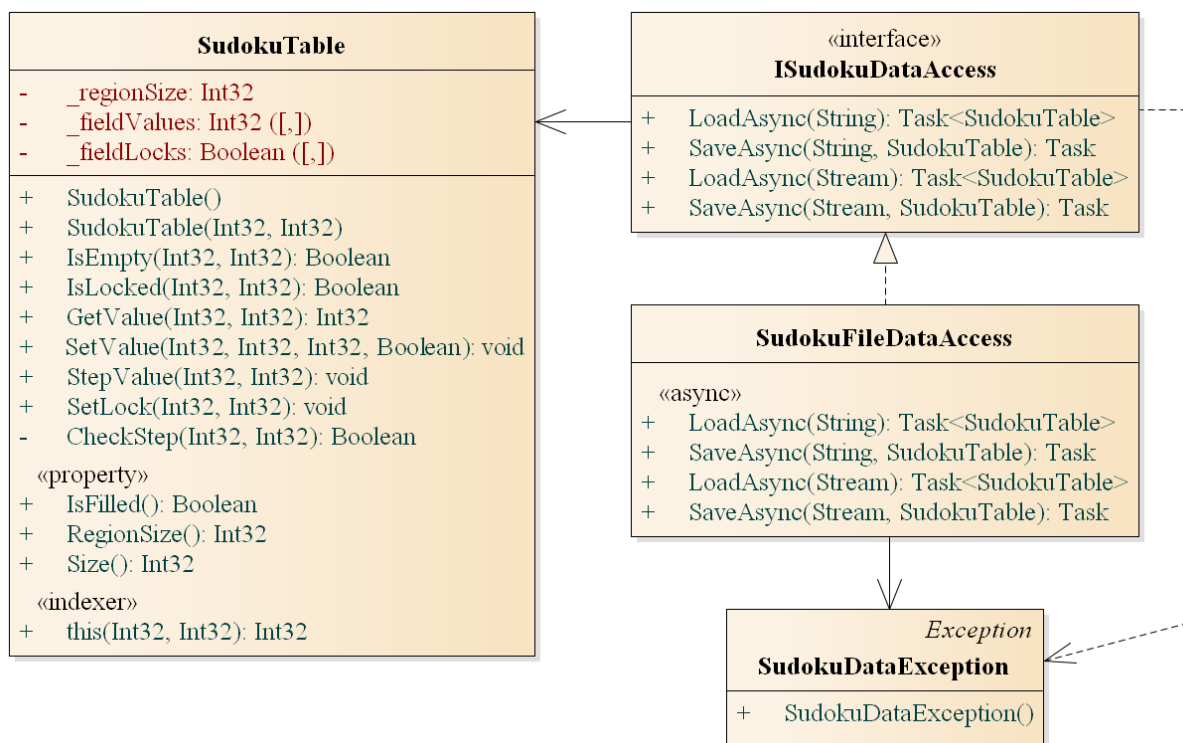 SudokuTable
- _regionSize: Int32
- _fieldValues: Int32 ([,])
- _fieldLocks: Boolean ([,])
+ SudokuTable()
+ SudokuTable(Int32, Int32)
+ IsEmpty(Int32, Int32): Boolean
+ IsLocked(Int32, Int32): Boolean
+ GetValue(Int32, Int32): Int32
+ SetValue(Int32, Int32, Int32, Boolean): void
+ StepValue(Int32, Int32): void
+ SetLock(Int32, Int32): void
- CheckStep(Int32, Int32): Boolean
«property»
+ IsFilled(): Boolean
+ RegionSize(): Int32
+ Size(): Int32
«indexer»
+ this(Int32, Int32): Int32
«interface»
ISudokuDataAccess
+ LoadAsync(String): Task<SudokuTable>
+ SaveAsync(String, SudokuTable): Task
+ LoadAsync(Stream): Task<SudokuTable>
+ SaveAsync(Stream, SudokuTable): Task
SudokuFileDataAccess
«async»
+ LoadAsync(String): Task<SudokuTable>
+ SaveAsync(String, SudokuTable): Task
+ LoadAsync(Stream): Task<SudokuTable>
+ SaveAsync(Stream, SudokuTable): Task
Exception
SudokuDataException
+ SudokuDataException()